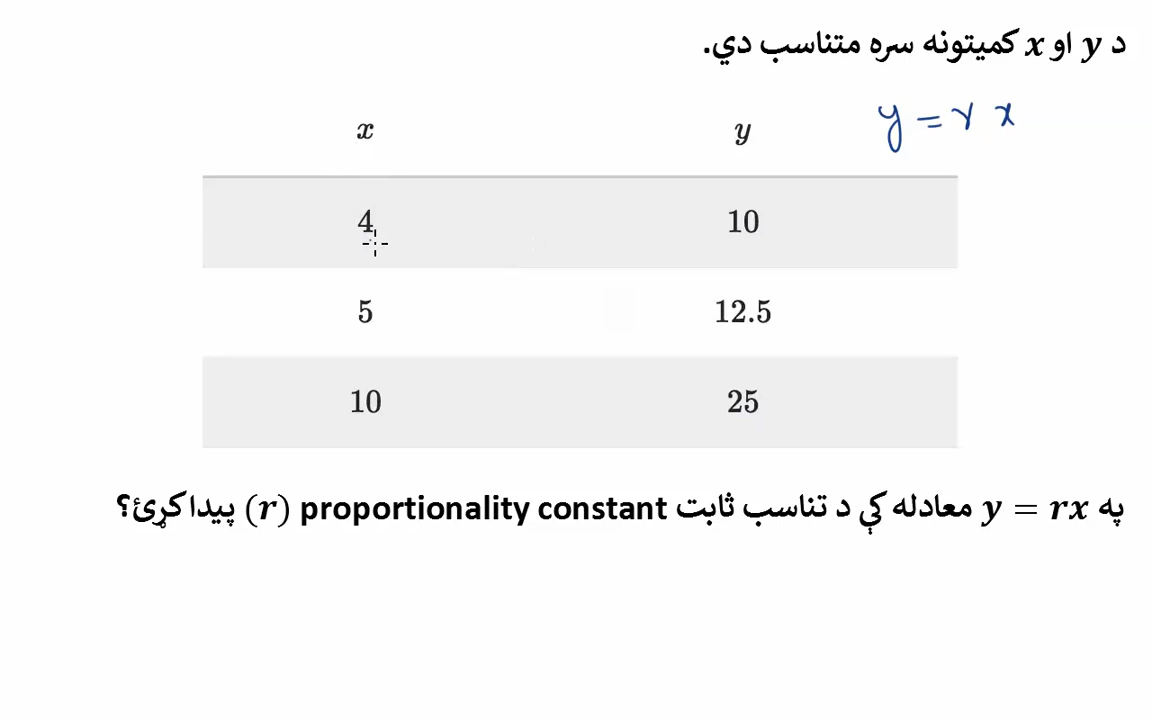 د y او x کمیتونه سره متناسب دي.
y = r x
x y
4 10
5 12.5
10 25
په y = rx معادله کې د تناسب ثابت proportionality constant (r) پیدا کړئ؟